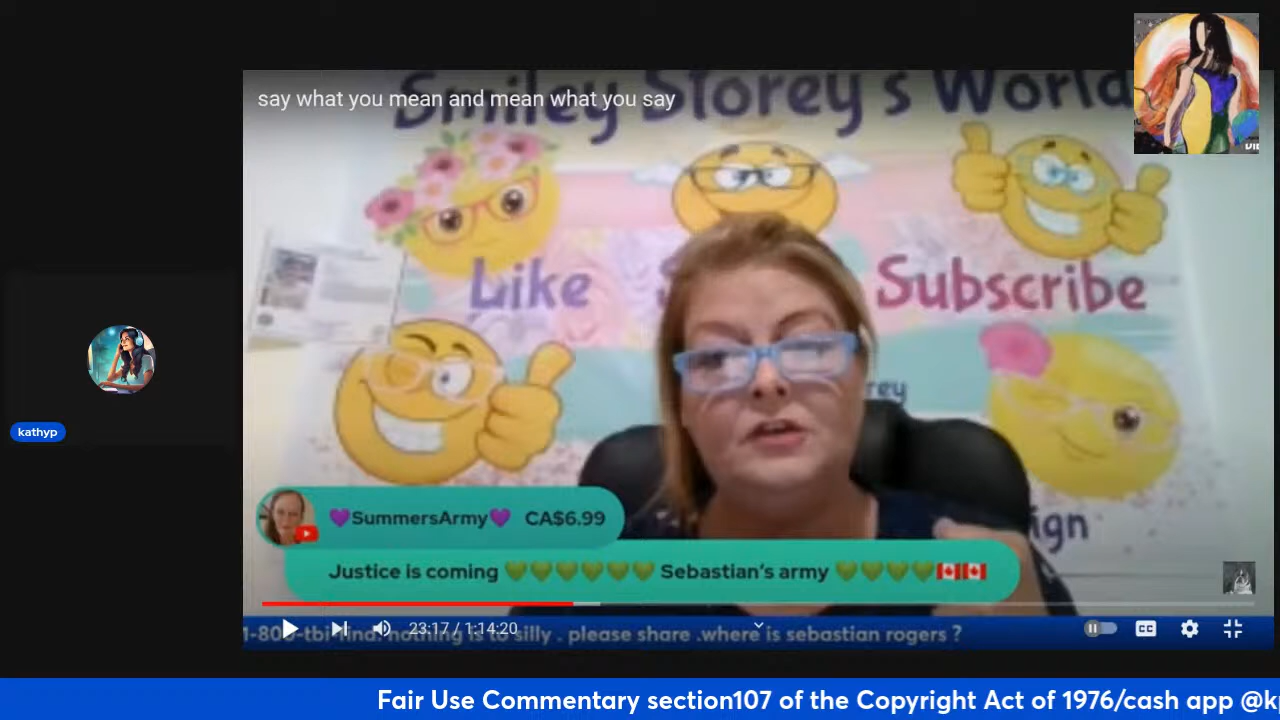 say what you mean and mean what you say
Smiley Storey's World
Like
Subscribe
kathyp
💜SummersArmy💜 CA$6.99
Justice is coming 💚💚💚💚💚💚 Sebastian's army 💚💚💚💚🇨🇦🇨🇦
23:17 / 1:14:20
CC
nothing is to silly . please share .where is sebastian rogers ?
Fair Use Commentary section107 of the Copyright Act of 1976/cash app